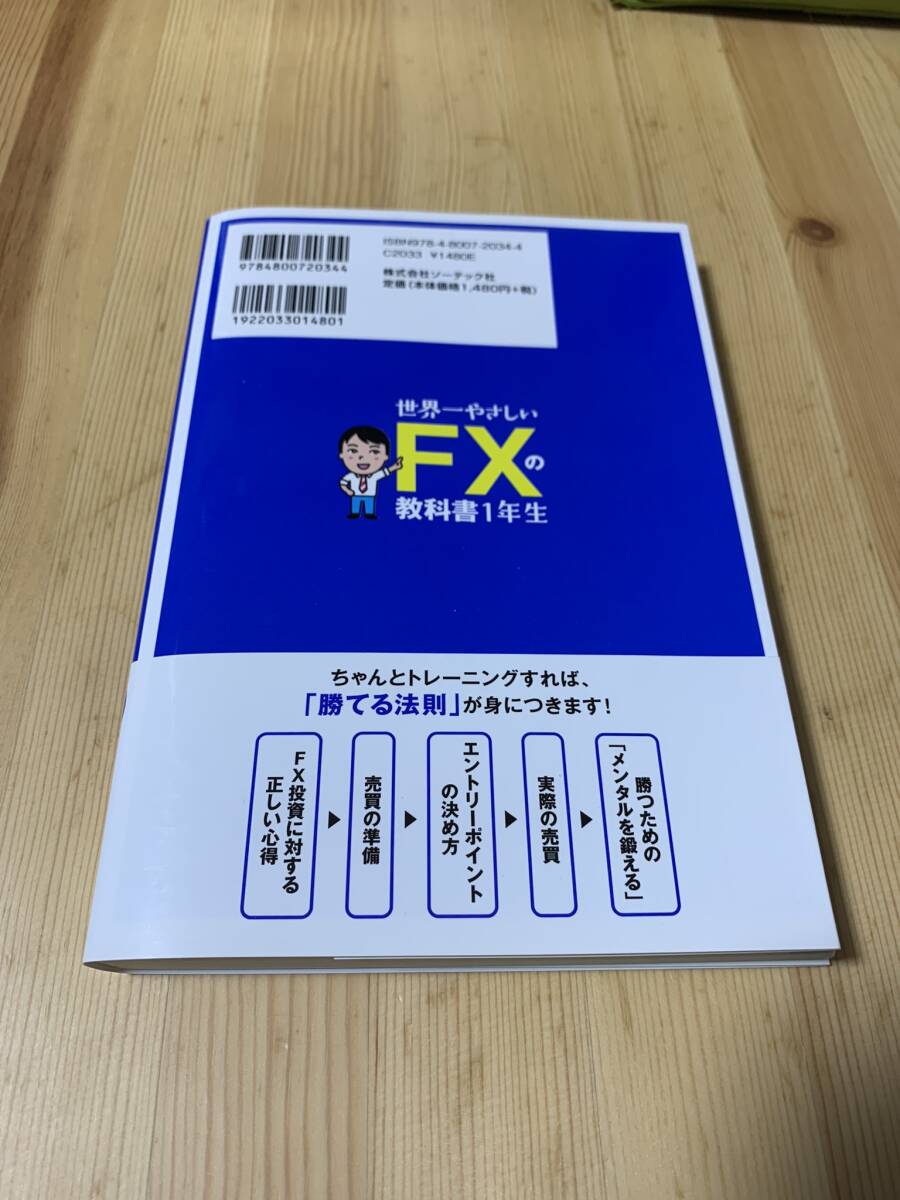 ISBN978-4-8007-2034-4
C2033 ¥1480E
9784800720344
株式会社ソーテック社
定価(本体価格1,480円+税)
1922033014801
世界一やさしい
FXの
教科書1年生
ちゃんとトレーニングすれば、
「勝てる法則」が身につきます!
FX投資に対する
正しい心得
▶
売買の準備
▶
エントリーポイント
の決め方
▶
実際の売買
▶
勝つための
「メンタルを鍛える」